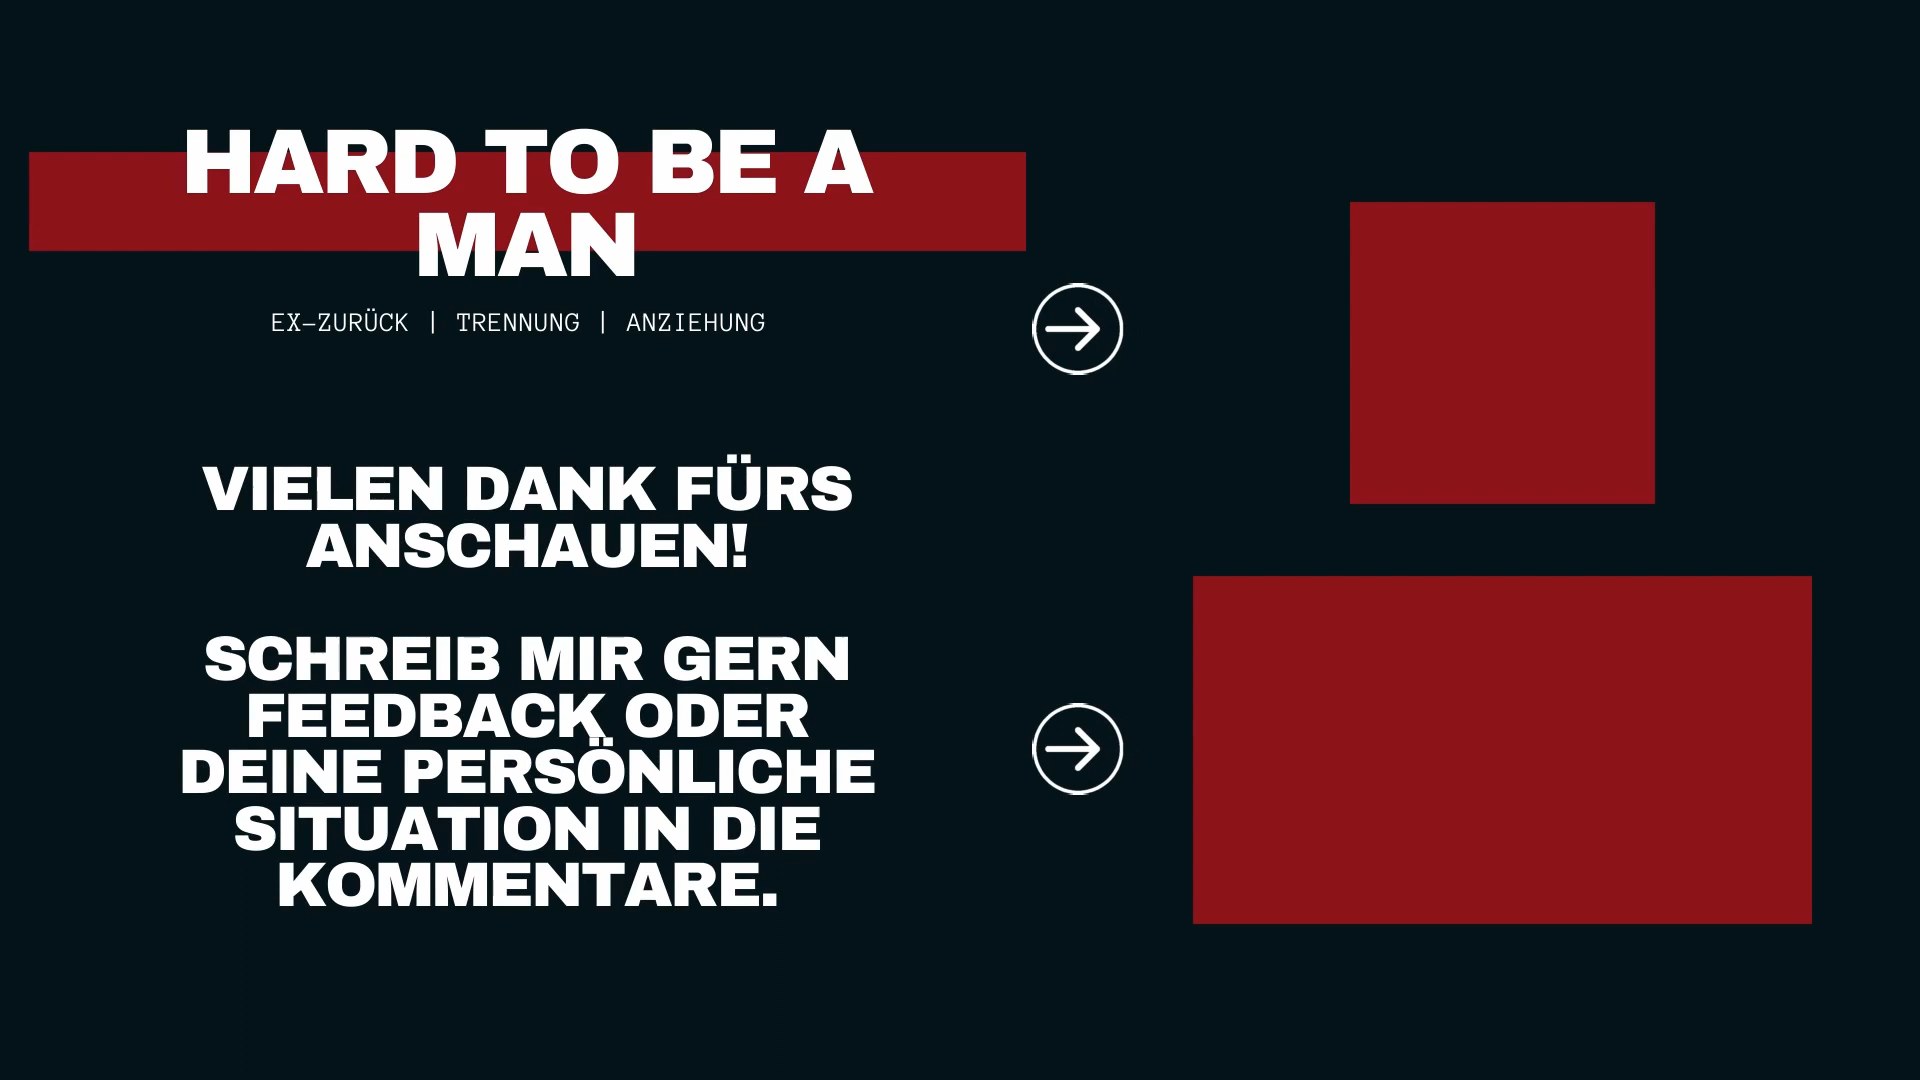 HARD TO BE A
MAN
EX-ZURÜCK | TRENNUNG | ANZIEHUNG
VIELEN DANK FÜRS
ANSCHAUEN!
SCHREIB MIR GERN
FEEDBACK ODER
DEINE PERSÖNLICHE
SITUATION IN DIE
KOMMENTARE.